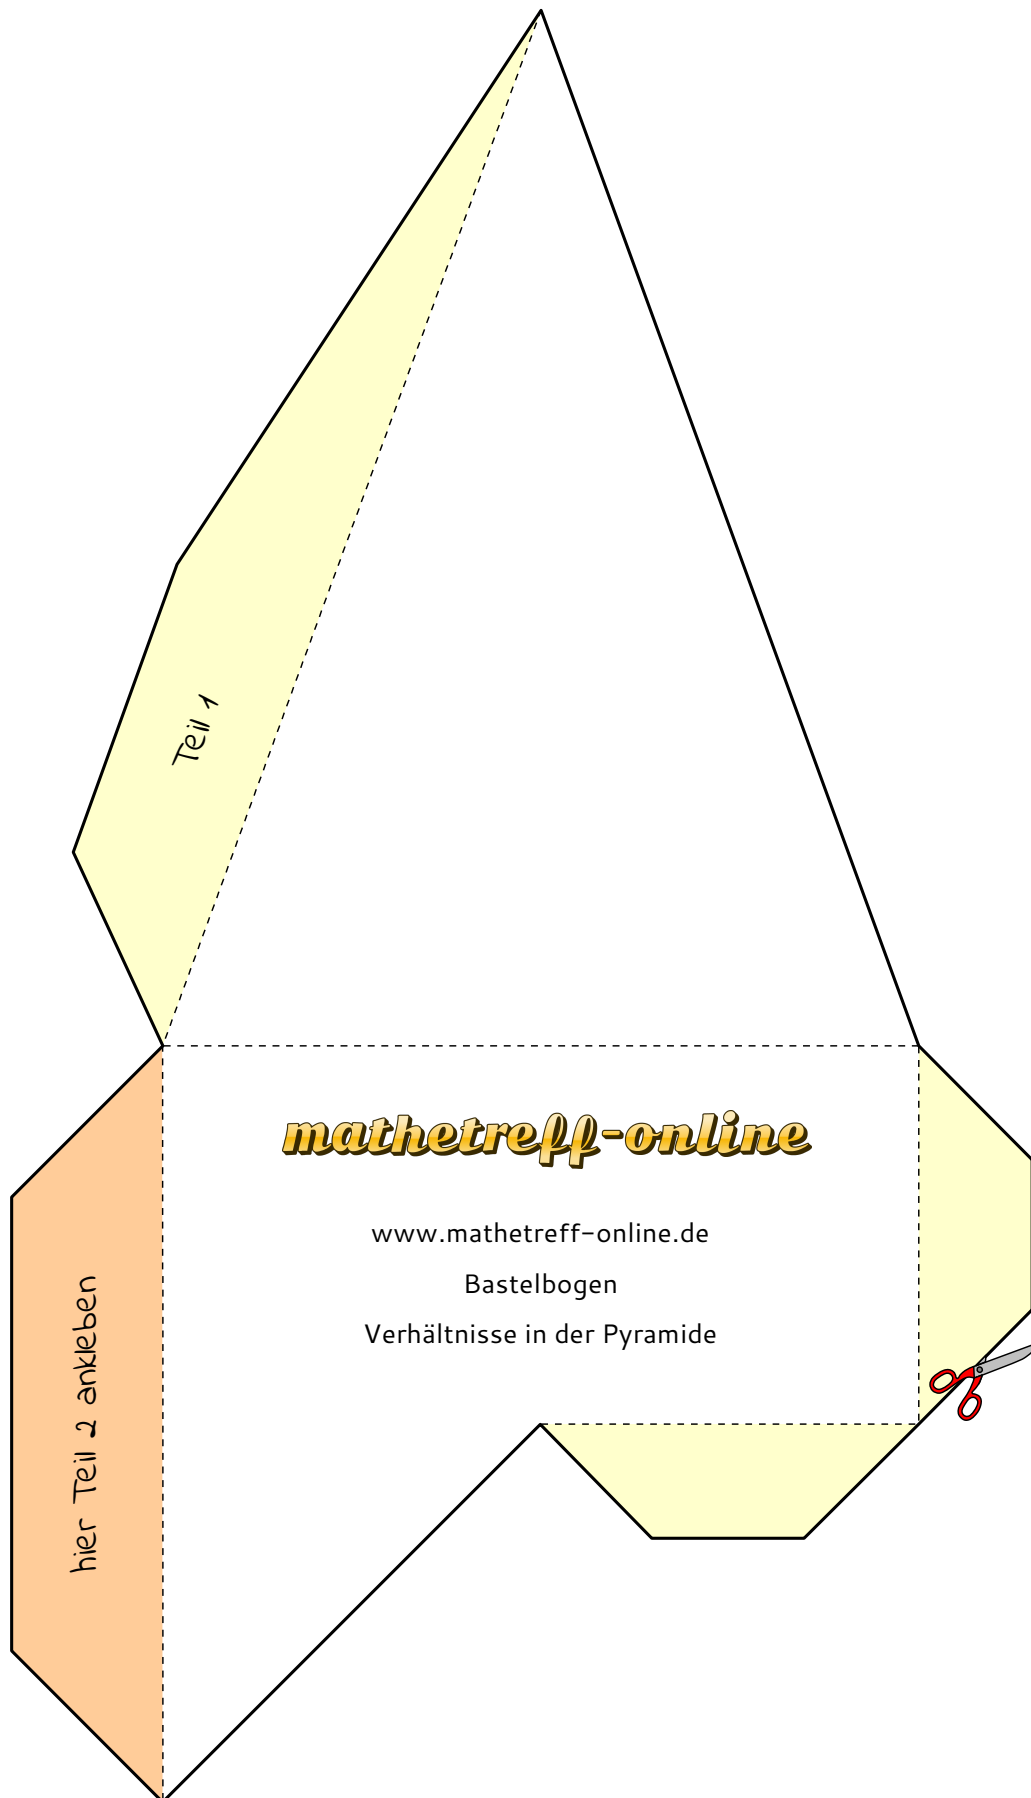 Teil 1
mathetreff-online
www.mathetreff-online.de
Bastelbogen
Verhältnisse in der Pyramide
hier Teil 2 ankleben